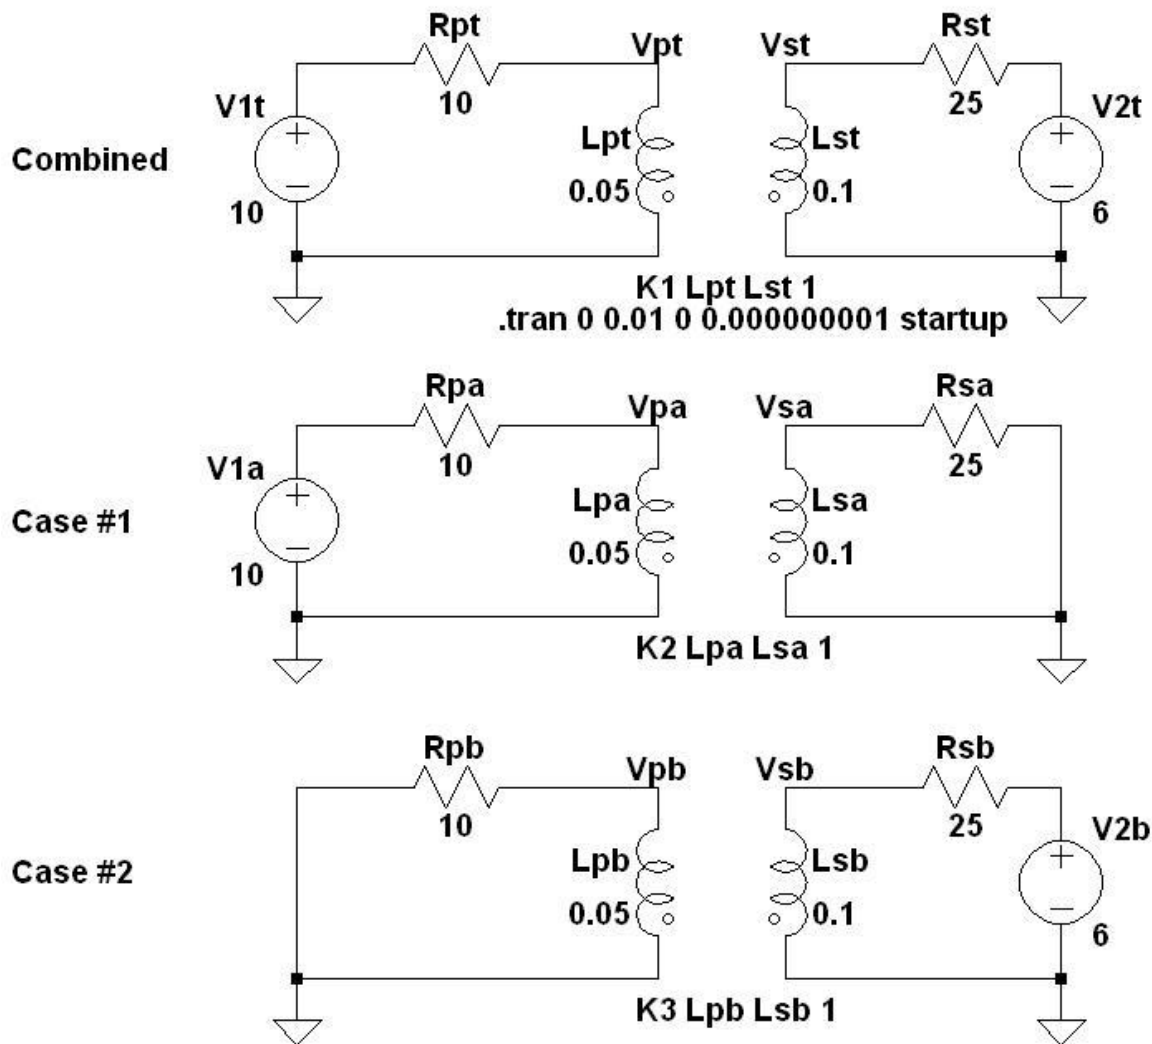 Rpt
Vpt
Vst
Rst
10
25
V1t
V2t
Lpt
Lst
Combined
0.05
0.1
10
6
K1 Lpt Lst 1
.tran 0 0.01 0 0.000000001 startup
Rpa
Vpa
Vsa
Rsa
10
25
V1a
Lpa
Lsa
Case #1
0.05
0.1
10
K2 Lpa Lsa 1
Rpb
Vpb
Vsb
Rsb
10
25
V2b
Lpb
Lsb
Case #2
0.05
0.1
6
K3 Lpb Lsb 1